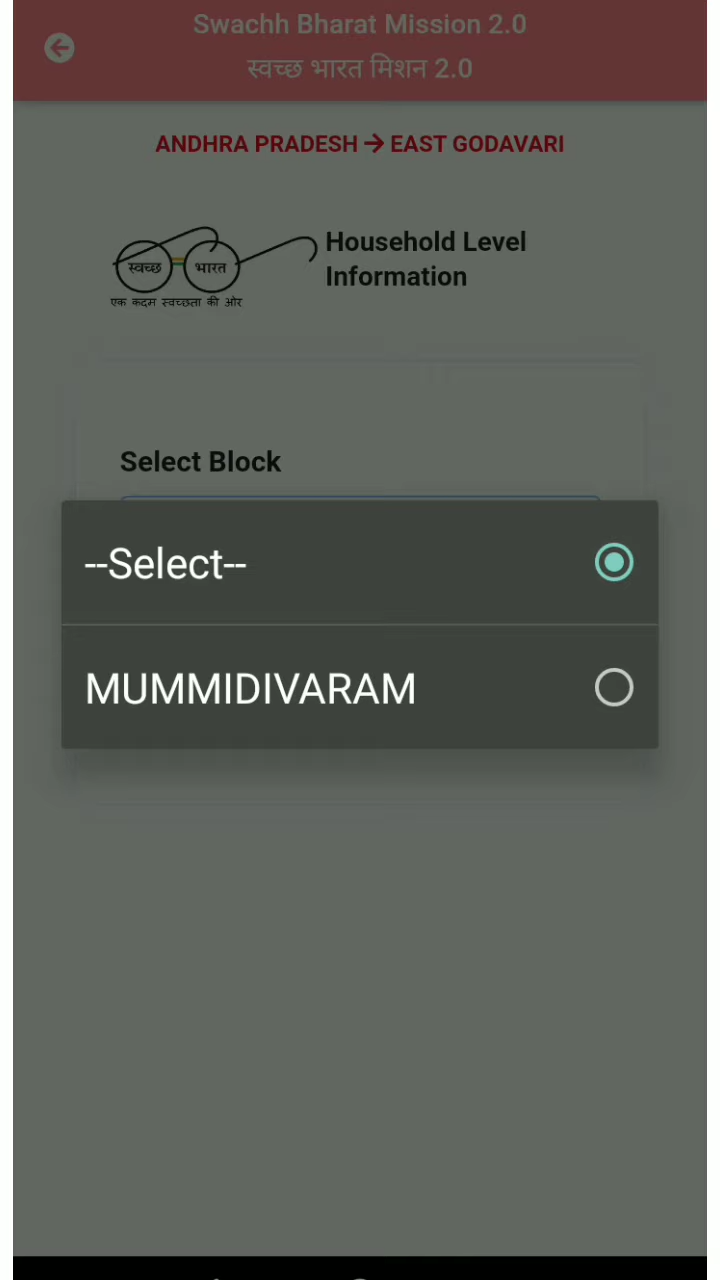 Swachh Bharat Mission 2.0
स्वच्छ भारत मिशन 2.0
ANDHRA PRADESH → EAST GODAVARI
Household Level
Information
स्वच्छ भारत
एक कदम स्वच्छता की ओर
Select Block
--Select--
MUMMIDIVARAM